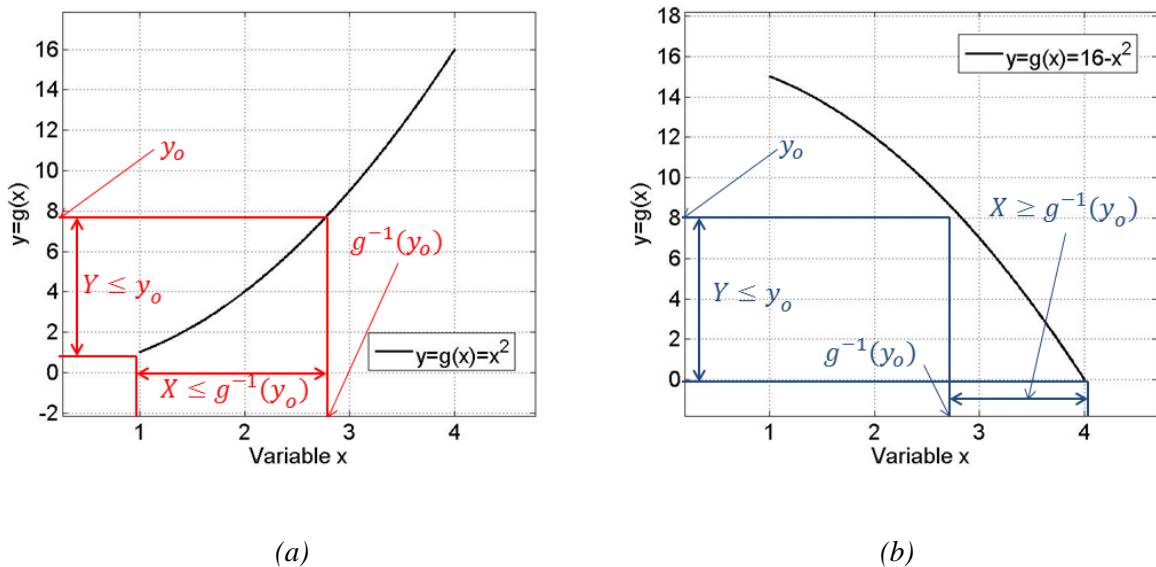 16
14
12
10
8
6
4
2
0
-2
y=g(x)
y_o
Y ≤ y_o
X ≤ g⁻¹(y_o)
g⁻¹(y_o)
y=g(x)=x²
1 2 3 4
Variable x
(a)
18
16
14
12
10
8
6
4
2
0
y=g(x)
y=g(x)=16-x²
y_o
X ≥ g⁻¹(y_o)
Y ≤ y_o
g⁻¹(y_o)
1 2 3 4
Variable x
(b)